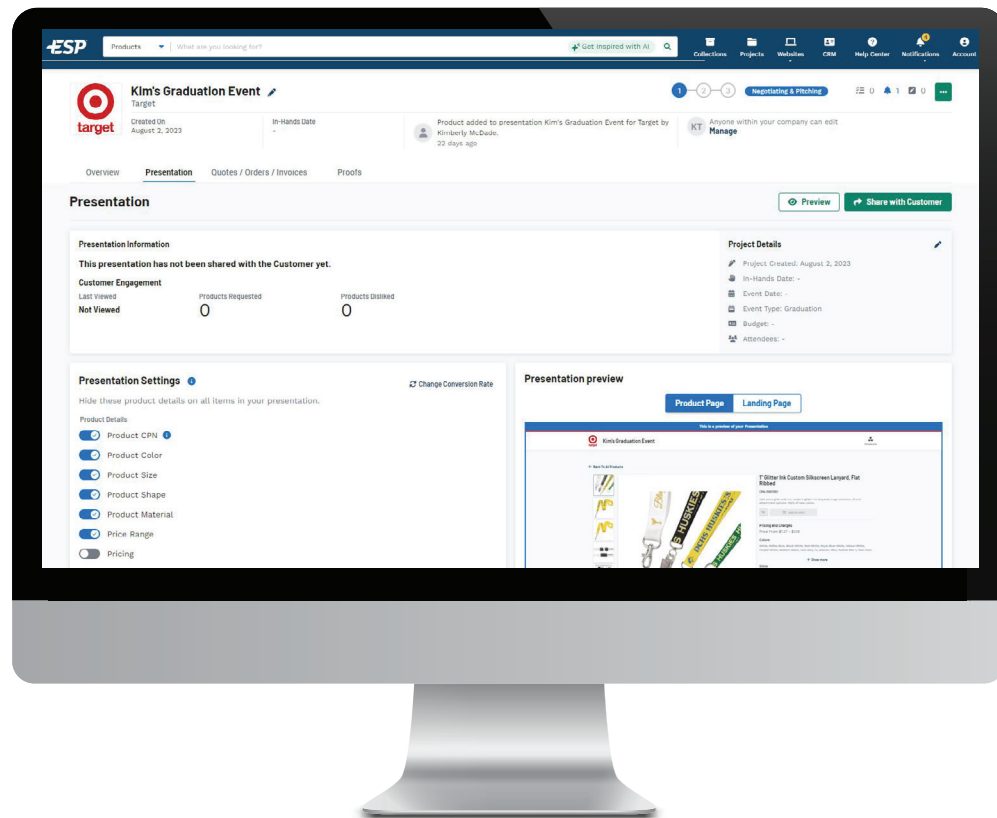 ESP
Products
What are you looking for?
Get Inspired with AI
Collections
Projects
Websites
CRM
Help Center
4
Notifications
Account
target
Kim's Graduation Event
Target
Created On
August 2, 2023
In-Hands Date
-
Product added to presentation Kim's Graduation Event for Target by
Kimberly McDade.
22 days ago
1
2
3
Negotiating & Pitching
0
1
0
KT
Anyone within your company can edit
Manage
Overview
Presentation
Quotes / Orders / Invoices
Proofs
Presentation
Preview
Share with Customer
Presentation Information
This presentation has not been shared with the Customer yet.
Customer Engagement
Last Viewed
Products Requested
Products Disliked
Not Viewed
0
0
Project Details
Project Created: August 2, 2023
In-Hands Date: -
Event Date: -
Event Type: Graduation
Budget: -
Attendees: -
Presentation Settings
Change Conversion Rate
Hide these product details on all items in your presentation.
Product Details
Product CPN
Product Color
Product Size
Product Shape
Product Material
Price Range
Pricing
Presentation preview
Product Page
Landing Page
This is a preview of your Presentation
Kim's Graduation Event
Back To All Products
1" Glitter Ink Custom Silkscreen Lanyard, Flat
Ribbed
Pricing and Charges
Colors
Show more
HUSKIES
DCHS HUSKIES